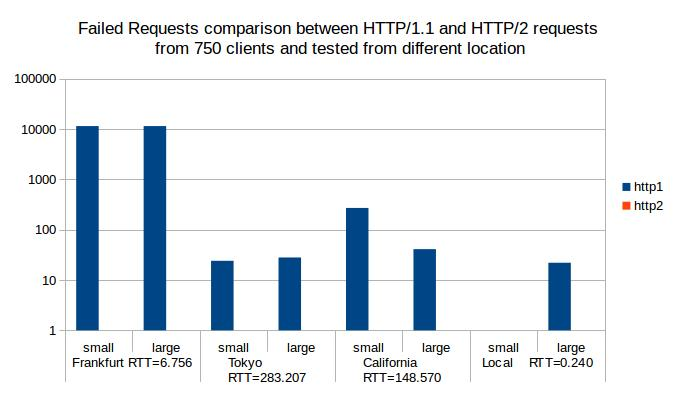 Failed Requests comparison between HTTP/1.1 and HTTP/2 requests
from 750 clients and tested from different location
100000
10000
1000
100
10
1
http1
http2
small large small large small large small large
Frankfurt RTT=6.756 Tokyo California Local RTT=0.240
RTT=283.207 RTT=148.570